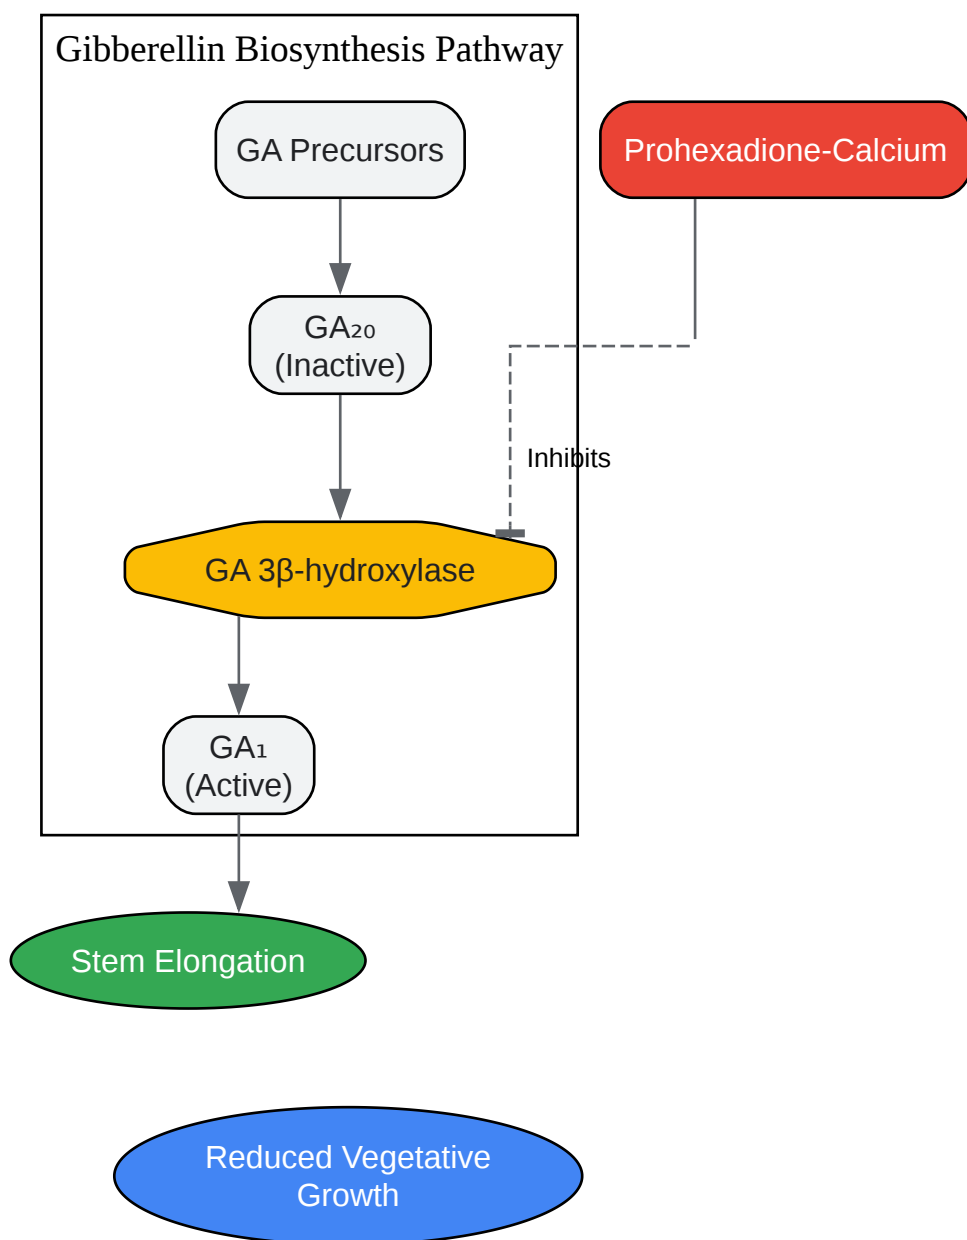 Gibberellin Biosynthesis Pathway
GA Precursors
Prohexadione-Calcium
GA₂₀
(Inactive)
Inhibits
GA 3β-hydroxylase
GA₁
(Active)
Stem Elongation
Reduced Vegetative
Growth